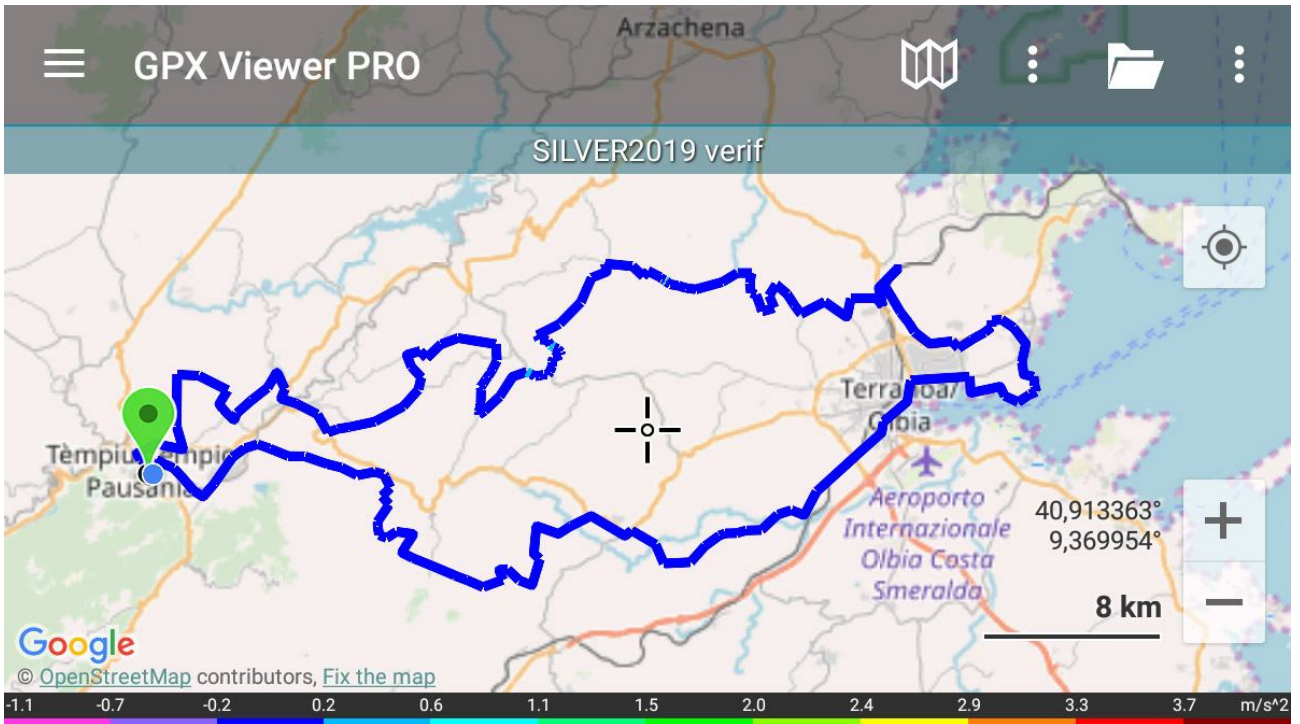 Arzachena
GPX Viewer PRO
SILVER2019 verif
Terranoa/
Olbia
Tèmpiu/Tempio
Pausania
Aeroporto
Internazionale
Olbia Costa
Smeralda
40,913363°
9,369954°
8 km
Google
© OpenStreetMap contributors, Fix the map
-1.1 -0.7 -0.2 0.2 0.6 1.1 1.5 2.0 2.4 2.9 3.3 3.7 m/s^2